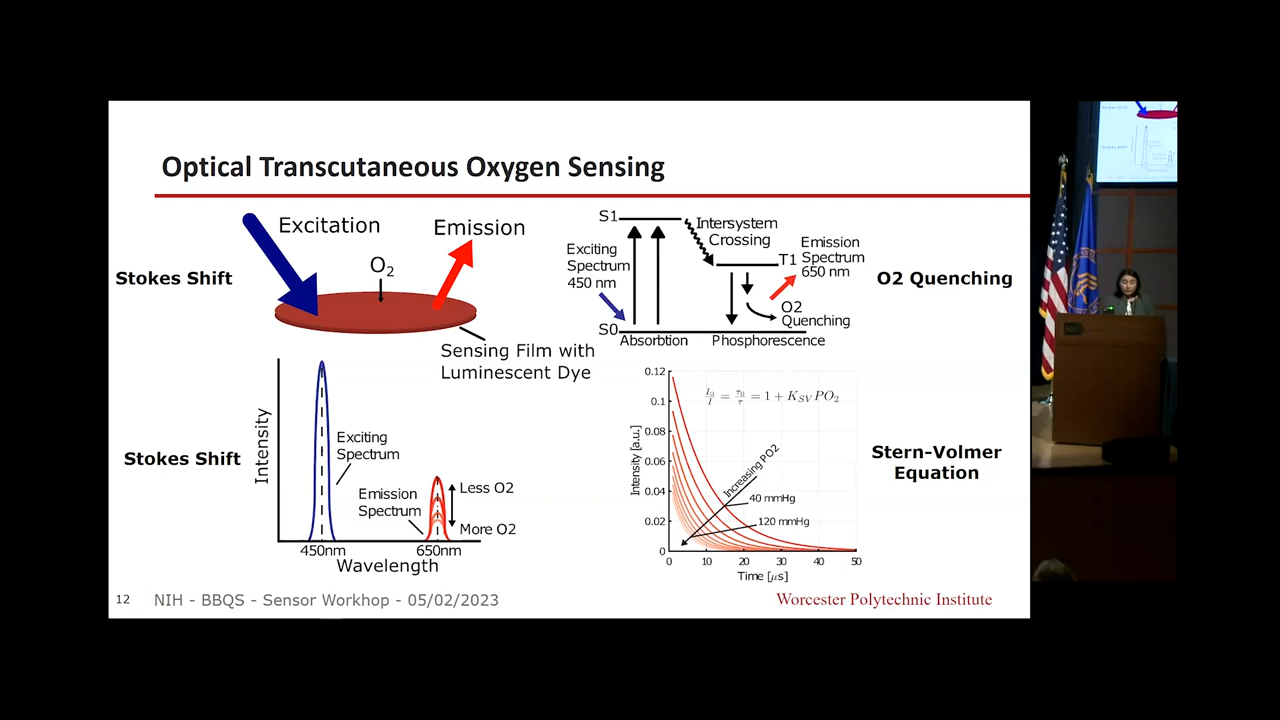 Optical Transcutaneous Oxygen Sensing
Stokes Shift
Excitation
Emission
O2
Sensing Film with
Luminescent Dye
S1
Intersystem
Crossing
Exciting
Spectrum
450 nm
T1
Emission
Spectrum
650 nm
O2
Quenching
S0
Absorbtion
Phosphorescence
O2 Quenching
Stokes Shift
Intensity
Exciting
Spectrum
Emission
Spectrum
Less O2
More O2
450nm
650nm
Wavelength
0.12
0.1
0.08
0.06
0.04
0.02
0
Intensity [a.u.]
I0/I = τ0/τ = 1 + KSV PO2
Increasing PO2
40 mmHg
120 mmHg
0 10 20 30 40 50
Time [μs]
Stern-Volmer
Equation
12
NIH - BBQS - Sensor Workhop - 05/02/2023
Worcester Polytechnic Institute